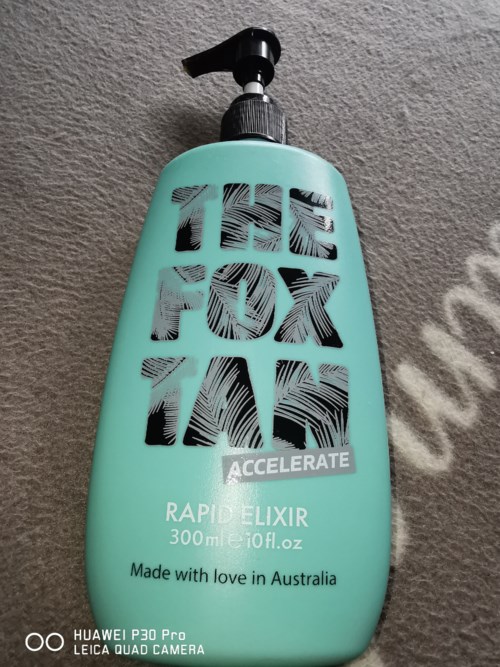 THE
FOX
TAN
ACCELERATE
RAPID ELIXIR
300ml e 10fl.oz
Made with love in Australia
HUAWEI P30 Pro
LEICA QUAD CAMERA